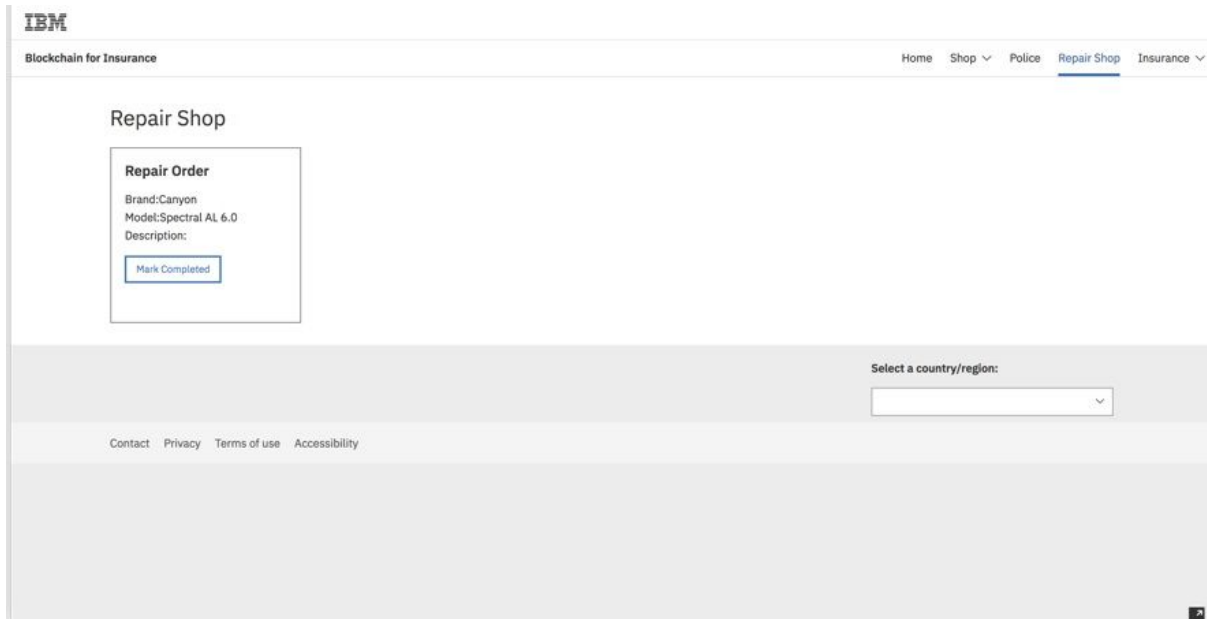 IBM
Blockchain for Insurance
Home Shop Police Repair Shop Insurance
Repair Shop
Repair Order
Brand:Canyon
Model:Spectral AL 6.0
Description:
Mark Completed
Select a country/region:
Contact Privacy Terms of use Accessibility